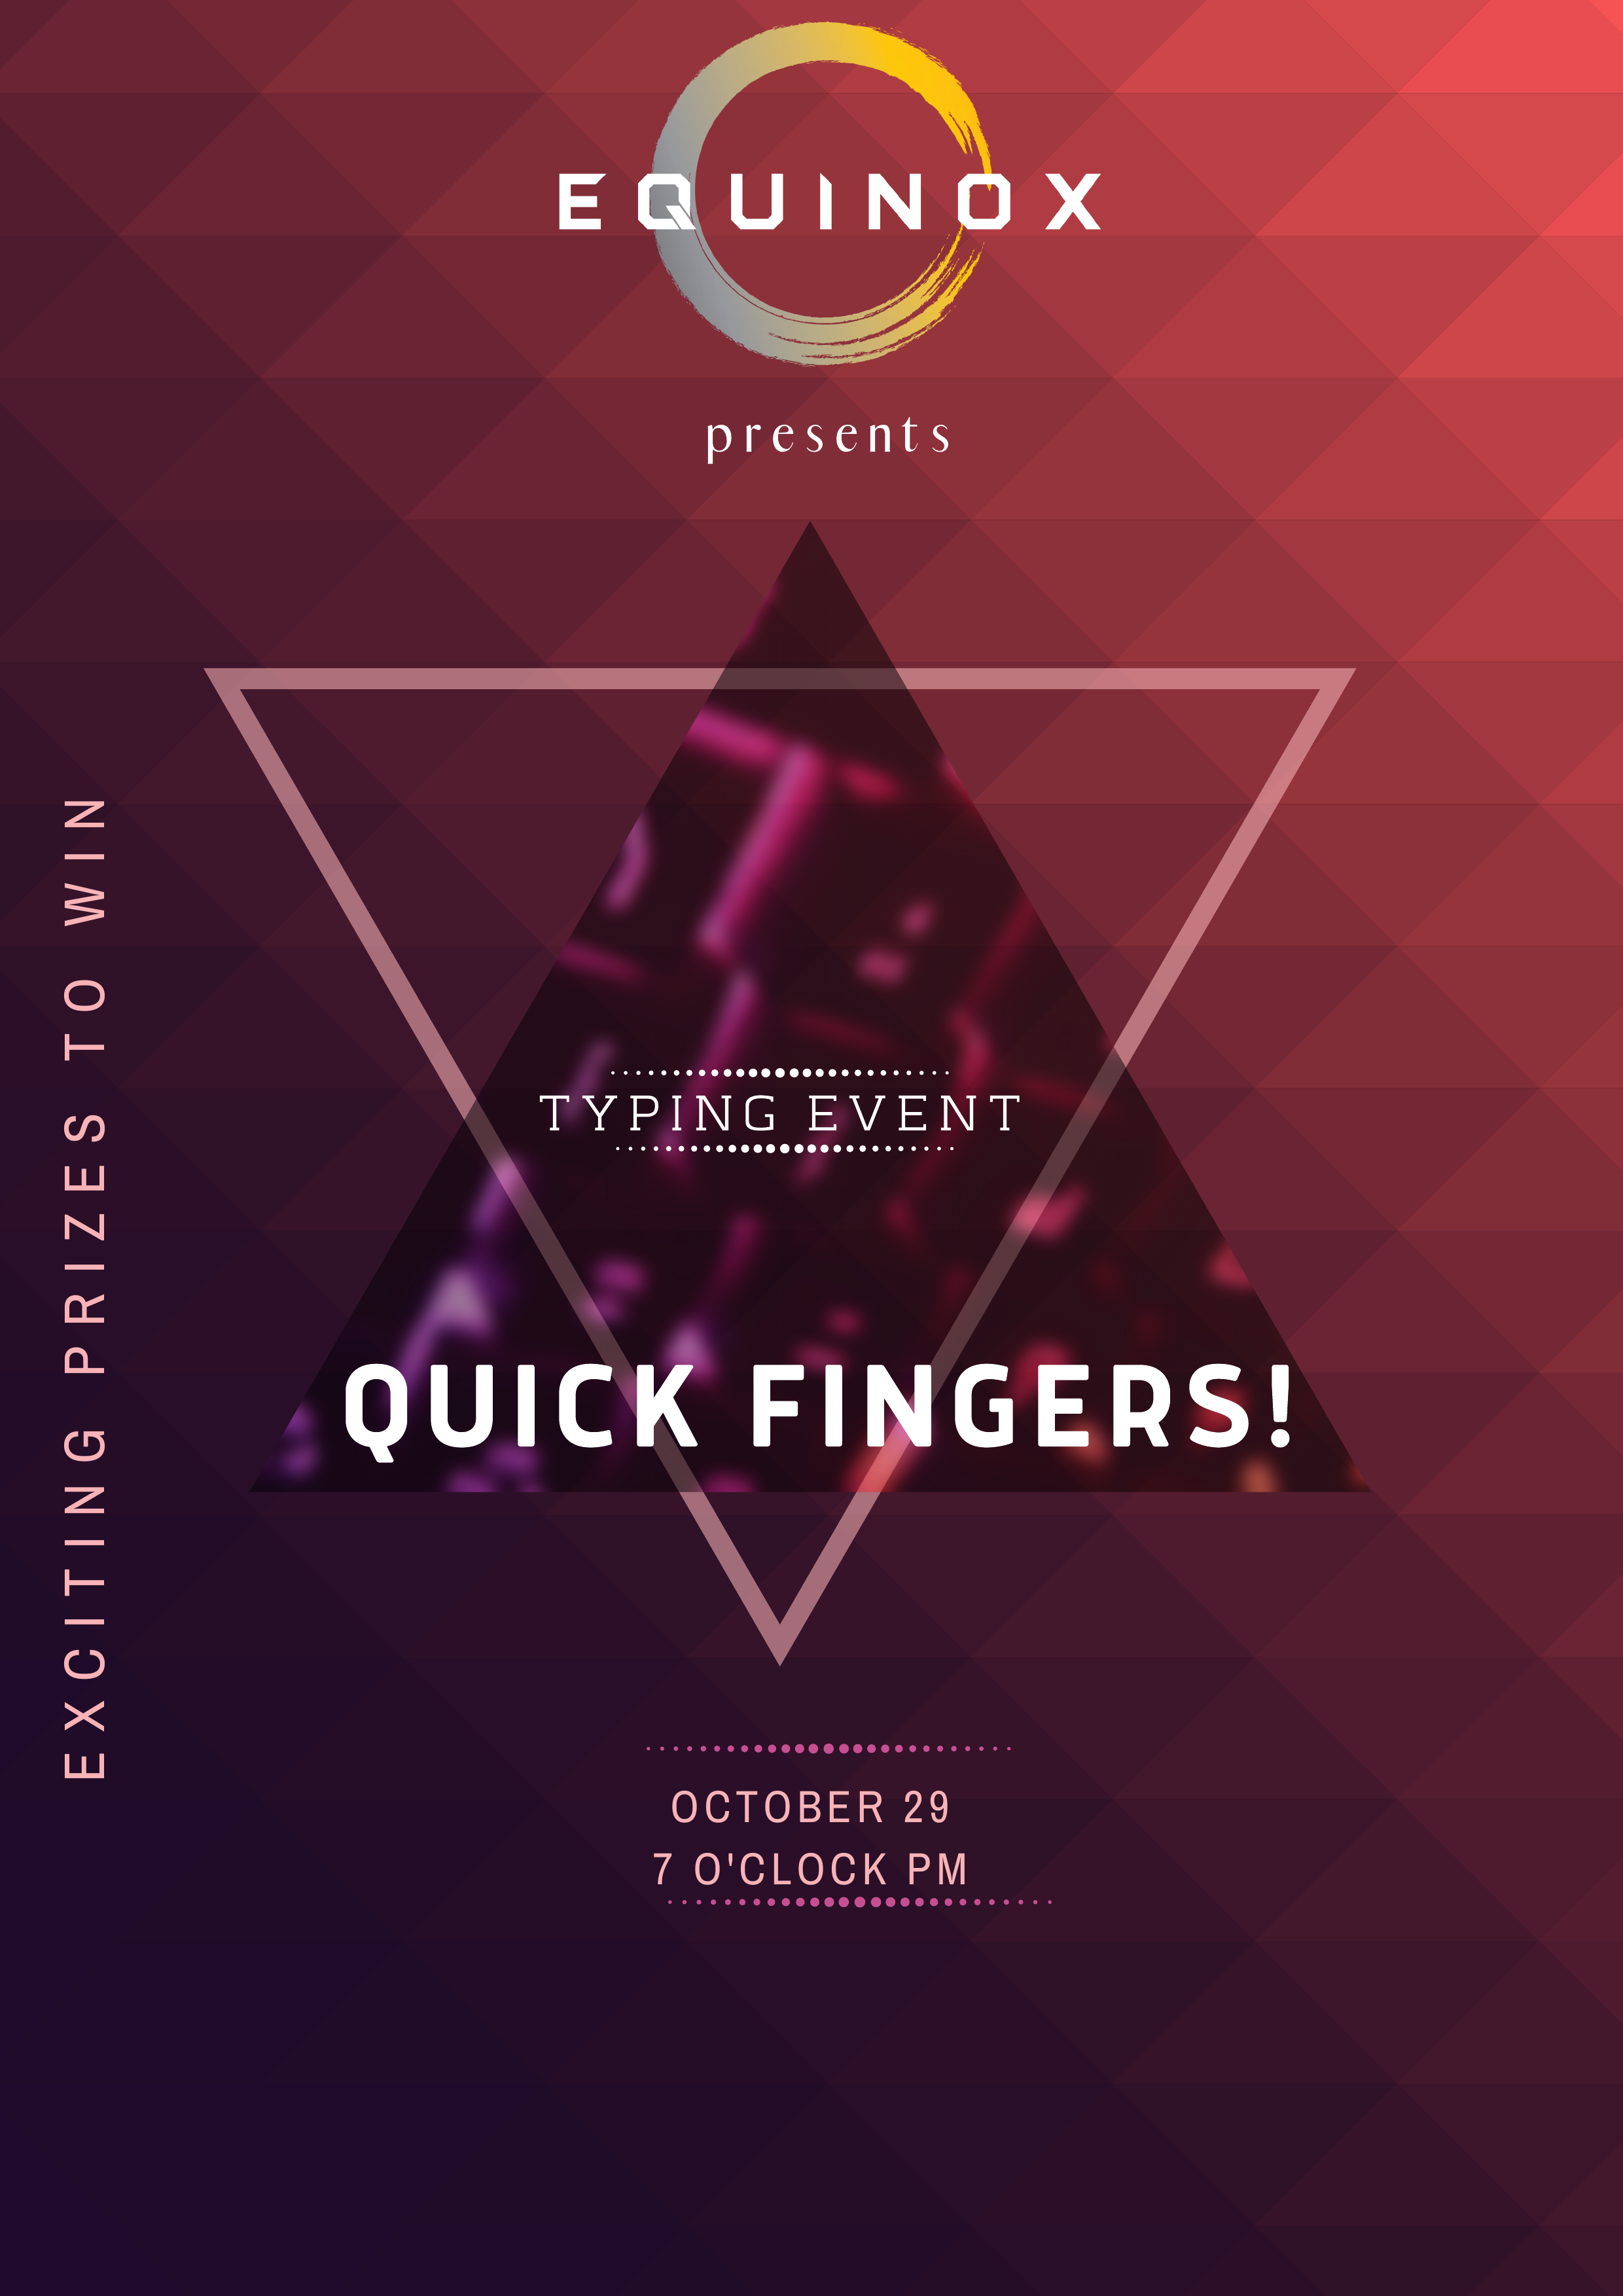 EQUINOX
presents
TYPING EVENT
QUICK FINGERS!
EXCITING PRIZES TO WIN
OCTOBER 29
7 O'CLOCK PM